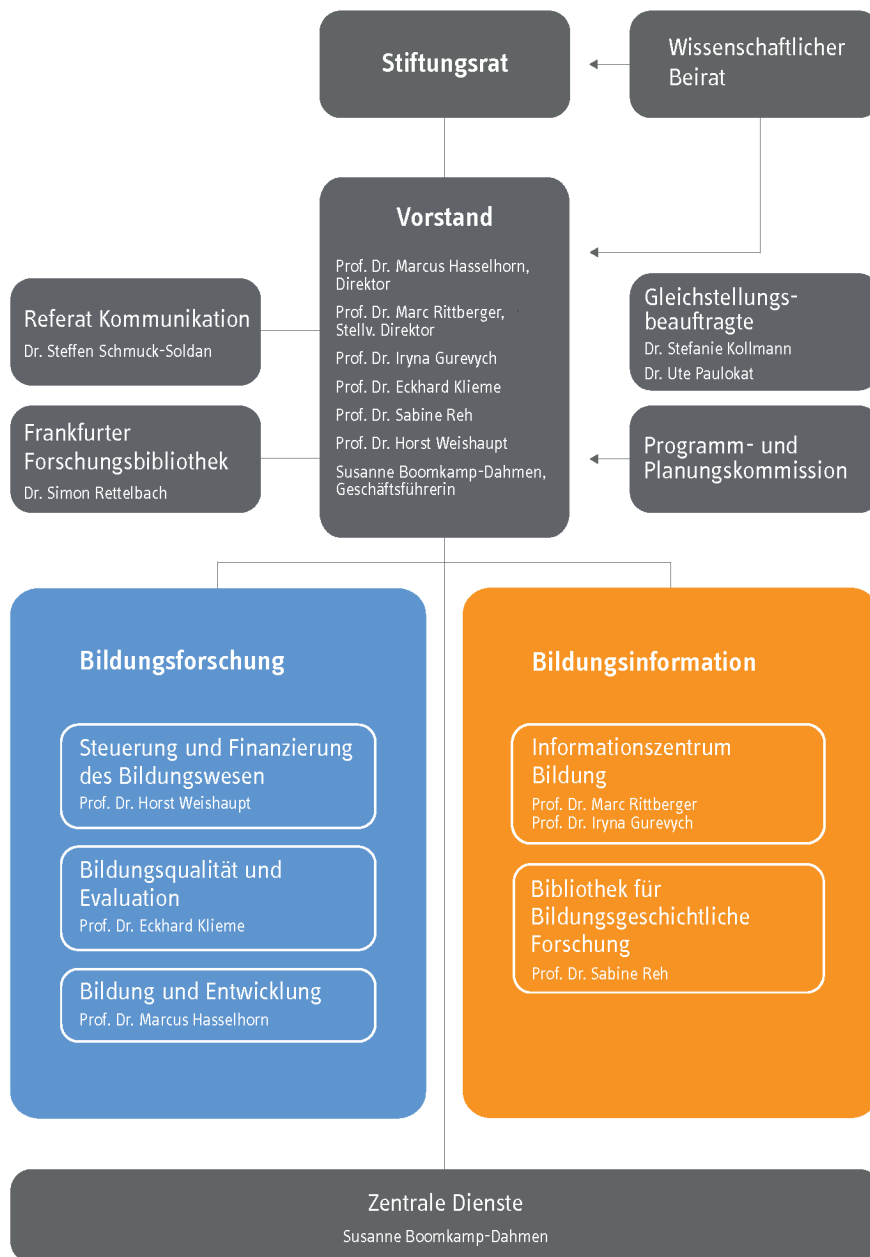 Stiftungsrat
Wissenschaftlicher
Beirat
Vorstand
Prof. Dr. Marcus Hasselhorn,
Direktor
Prof. Dr. Marc Rittberger,
Stellv. Direktor
Prof. Dr. Iryna Gurevych
Prof. Dr. Eckhard Klieme
Prof. Dr. Sabine Reh
Prof. Dr. Horst Weishaupt
Susanne Boomkamp-Dahmen,
Geschäftsführerin
Referat Kommunikation
Dr. Steffen Schmuck-Soldan
Frankfurter
Forschungsbibliothek
Dr. Simon Rettelbach
Gleichstellungs-
beauftragte
Dr. Stefanie Kollmann
Dr. Ute Paulokat
Programm- und
Planungskommission
Bildungsforschung
Steuerung und Finanzierung
des Bildungswesen
Prof. Dr. Horst Weishaupt
Bildungsqualität und
Evaluation
Prof. Dr. Eckhard Klieme
Bildung und Entwicklung
Prof. Dr. Marcus Hasselhorn
Bildungsinformation
Informationszentrum
Bildung
Prof. Dr. Marc Rittberger
Prof. Dr. Iryna Gurevych
Bibliothek für
Bildungsgeschichtliche
Forschung
Prof. Dr. Sabine Reh
Zentrale Dienste
Susanne Boomkamp-Dahmen